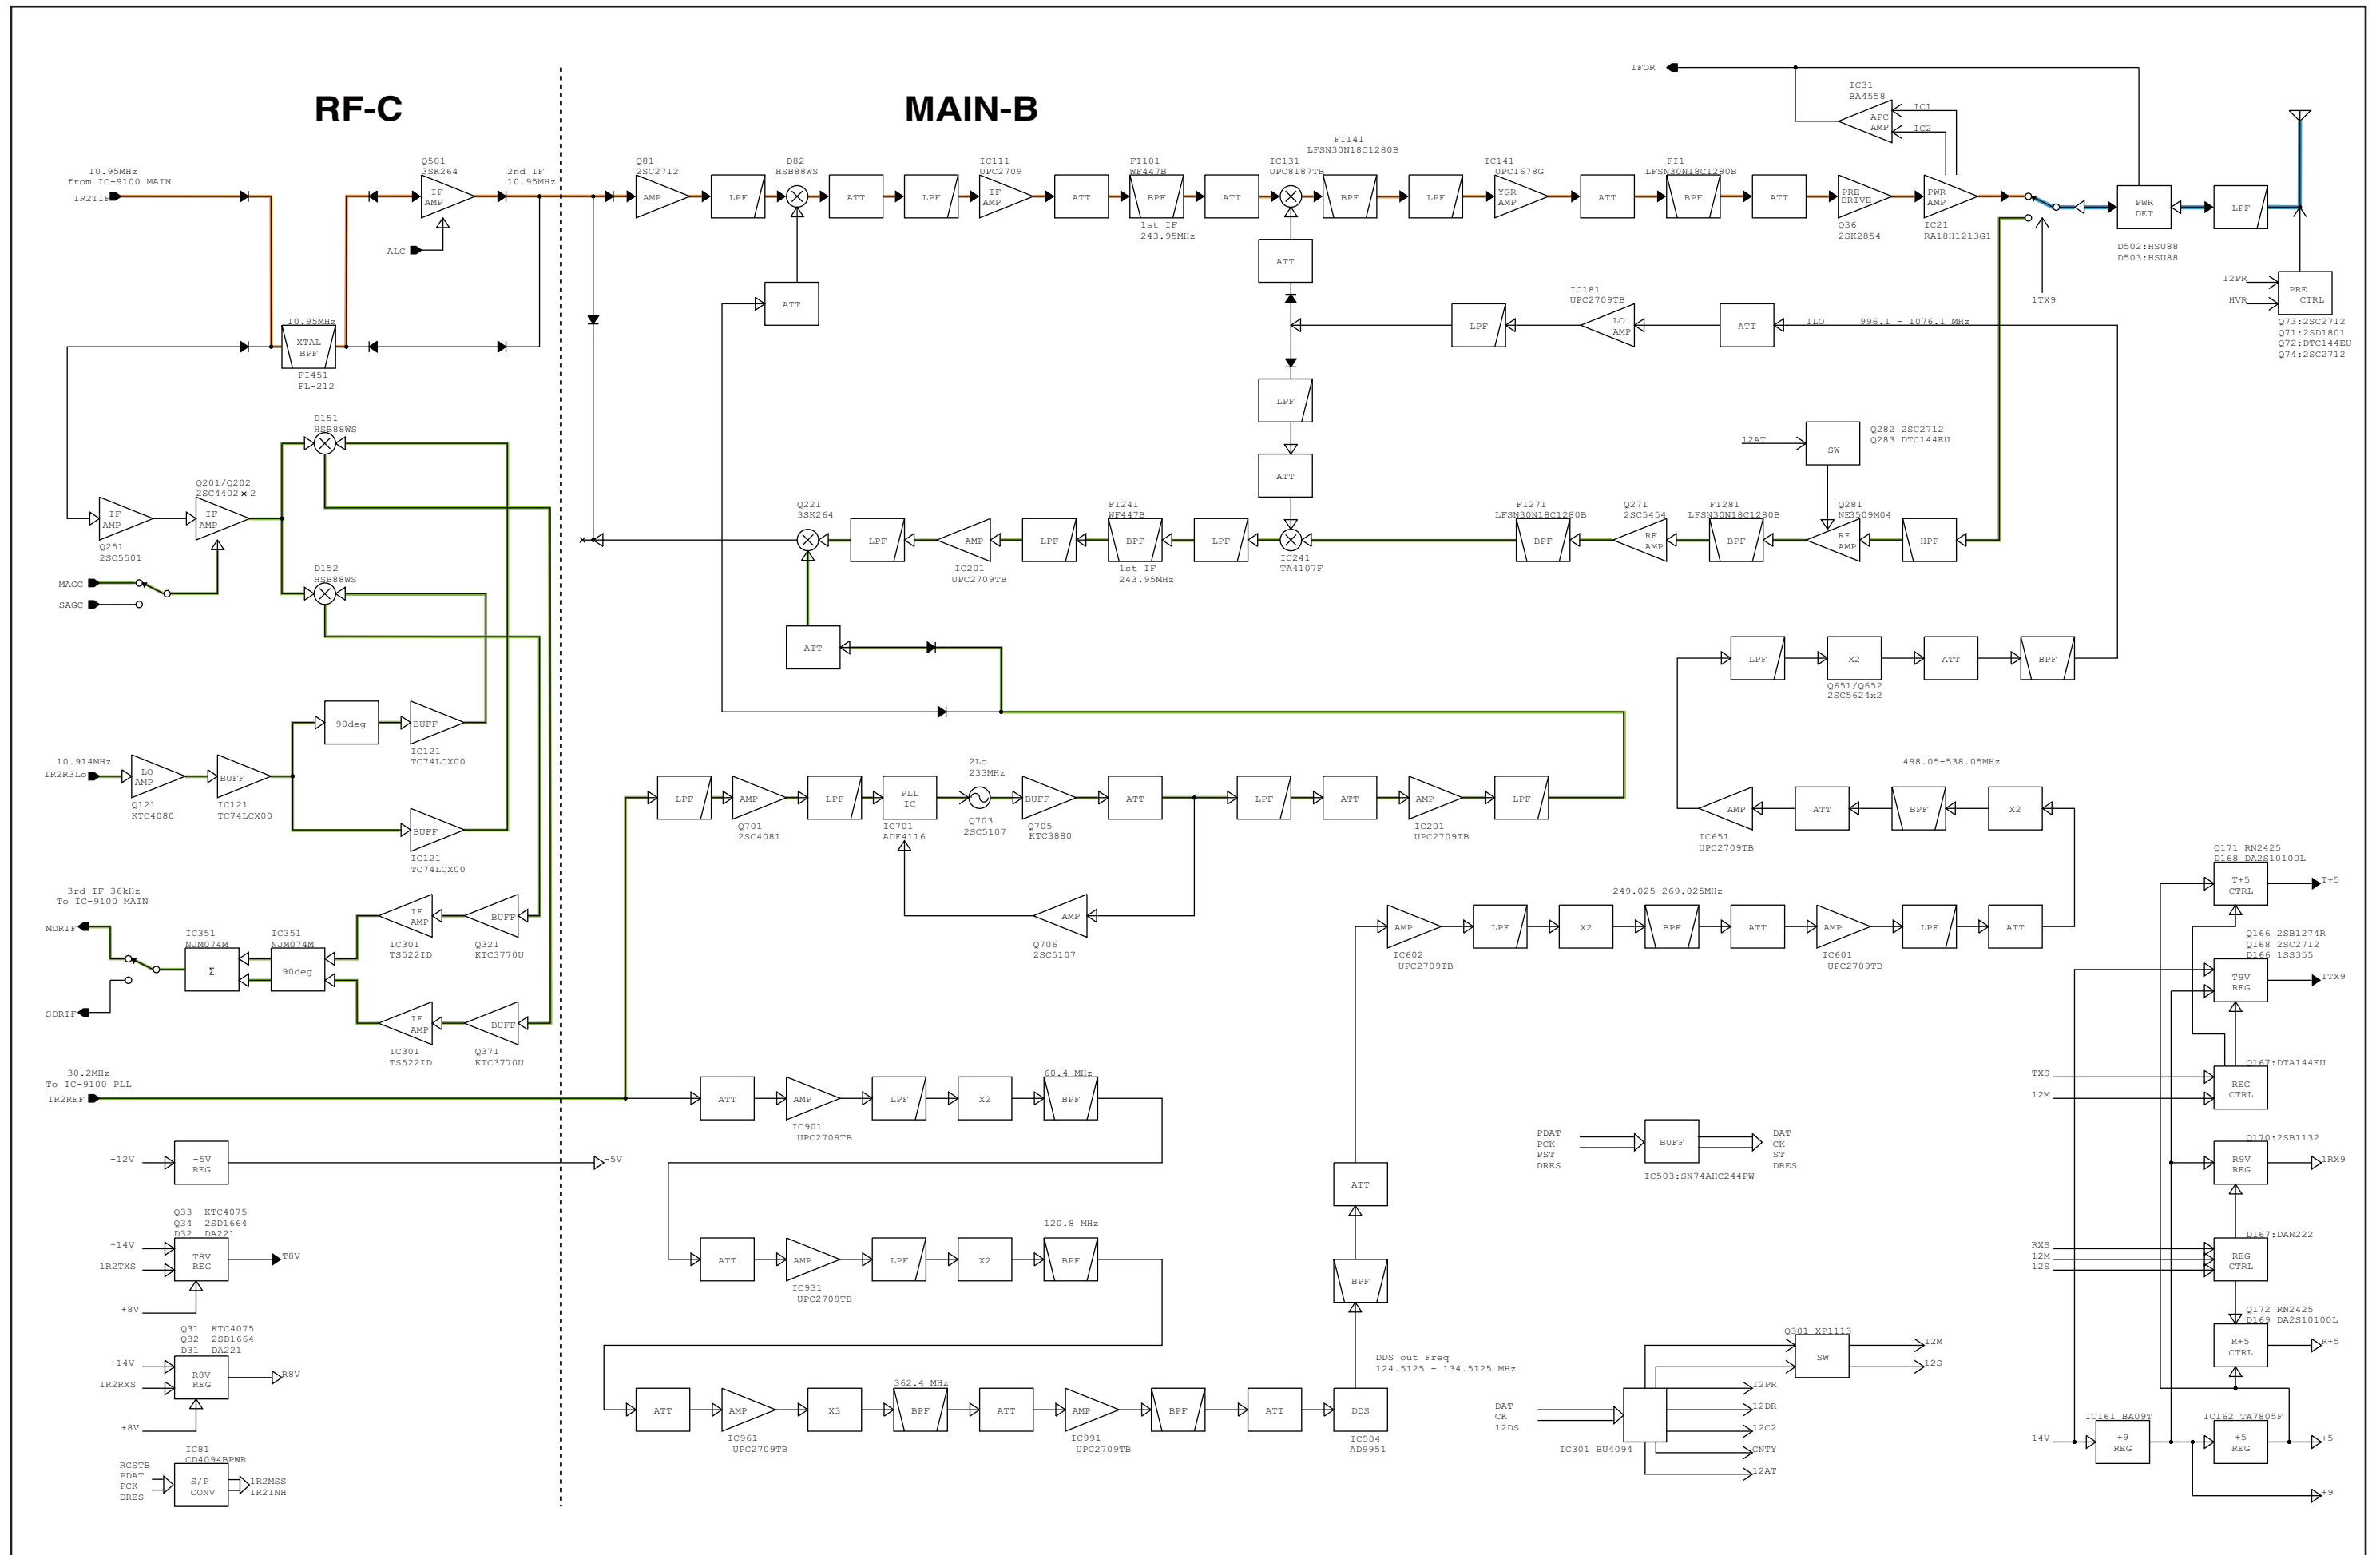 RF-C
MAIN-B
1FOR
IC31
BA4558
APC
AMP
IC1
IC2
10.95MHz
from IC-9100 MAIN
1R2TIF
Q501
3SK264
IF
AMP
2nd IF
10.95MHz
ALC
Q81
2SC2712
AMP
LPF
D82
HSB88WS
ATT
LPF
IC111
UPC2709
IF
AMP
ATT
FI101
WF447B
BPF
1st IF
243.95MHz
ATT
IC131
UPC8187TB
FI141
LFSN30N18C1280B
BPF
LPF
IC141
UPC1678G
YGR
AMP
ATT
FI1
LFSN30N18C1280B
BPF
ATT
PRE
DRIVE
Q36
2SK2854
PWR
AMP
IC21
RA18H1213G1
PWR
DET
D502:HSU88
D503:HSU88
LPF
1TX9
12PR
HVR
PRE
CTRL
Q73:2SC2712
Q71:2SD1801
Q72:DTC144EU
Q74:2SC2712
ATT
ATT
10.95MHz
XTAL
BPF
FI451
FL-212
LPF
IC181
UPC2709TB
LO
AMP
ATT
1LO
996.1 - 1076.1 MHz
LPF
ATT
D151
HSB88WS
Q201/Q202
2SC4402×2
IF
AMP
IF
AMP
Q251
2SC5501
MAGC
SAGC
D152
HSB88WS
12AT
SW
Q282 2SC2712
Q283 DTC144EU
Q221
3SK264
LPF
AMP
IC201
UPC2709TB
LPF
FI241
WF447B
BPF
1st IF
243.95MHz
LPF
IC241
TA4107F
FI271
LFSN30N18C1280B
BPF
Q271
2SC5454
RF
AMP
FI281
LFSN30N18C1280B
BPF
Q281
NE3509M04
RF
AMP
HPF
ATT
LPF
X2
Q651/Q652
2SC5624x2
ATT
BPF
90deg
BUFF
IC121
TC74LCX00
10.914MHz
1R2R3Lo
LO
AMP
Q121
KTC4080
BUFF
IC121
TC74LCX00
BUFF
IC121
TC74LCX00
LPF
AMP
Q701
2SC4081
LPF
PLL
IC
IC701
ADF4116
2Lo
233MHz
Q703
2SC5107
BUFF
Q705
KTC3880
ATT
LPF
ATT
AMP
IC201
UPC2709TB
LPF
AMP
Q706
2SC5107
498.05-538.05MHz
AMP
IC651
UPC2709TB
ATT
BPF
X2
249.025-269.025MHz
AMP
IC602
UPC2709TB
LPF
X2
BPF
ATT
AMP
IC601
UPC2709TB
LPF
ATT
3rd IF 36kHz
To IC-9100 MAIN
MDRIF
SDRIF
IC351
NJM074M
Σ
IC351
NJM074M
90deg
IF
AMP
IC301
TS522ID
BUFF
Q321
KTC3770U
IF
AMP
IC301
TS522ID
BUFF
Q371
KTC3770U
30.2MHz
To IC-9100 PLL
1R2REF
ATT
AMP
IC901
UPC2709TB
LPF
X2
60.4 MHz
BPF
-12V
-5V
REG
-5V
ATT
AMP
IC931
UPC2709TB
LPF
X2
120.8 MHz
BPF
Q33 KTC4075
Q34 2SD1664
D32 DA221
+14V
1R2TXS
T8V
REG
T8V
+8V
Q31 KTC4075
Q32 2SD1664
D31 DA221
+14V
1R2RXS
R8V
REG
R8V
+8V
IC81
CD4094BPWR
RCSTB
PDAT
PCK
DRES
S/P
CONV
1R2MSS
1R2INH
ATT
AMP
IC961
UPC2709TB
X3
362.4 MHz
BPF
ATT
AMP
IC991
UPC2709TB
BPF
ATT
DDS
IC504
AD9951
DDS out Freq
124.5125 - 134.5125 MHz
BPF
ATT
PDAT
PCK
PST
DRES
BUFF
DAT
CK
ST
DRES
IC503:SN74AHC244PW
Q301 XP1113
SW
12M
12S
DAT
CK
12DS
IC301 BU4094
12PR
12DR
12C2
CNTY
12AT
Q171 RN2425
D168 DA2S10100L
T+5
CTRL
T+5
Q166 2SB1274R
Q168 2SC2712
D166 1SS355
T9V
REG
1TX9
Q167:DTA144EU
TXS
12M
REG
CTRL
Q170:2SB1132
R9V
REG
1RX9
D167:DAN222
RXS
12M
12S
REG
CTRL
Q172 RN2425
D169 DA2S10100L
R+5
CTRL
R+5
IC161 BA09T
14V
+9
REG
IC162 TA7805F
+5
REG
+5
+9